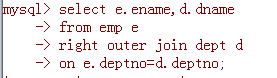 mysql> select e.ename,d.dname
-> from emp e
-> right outer join dept d
-> on e.deptno=d.deptno;